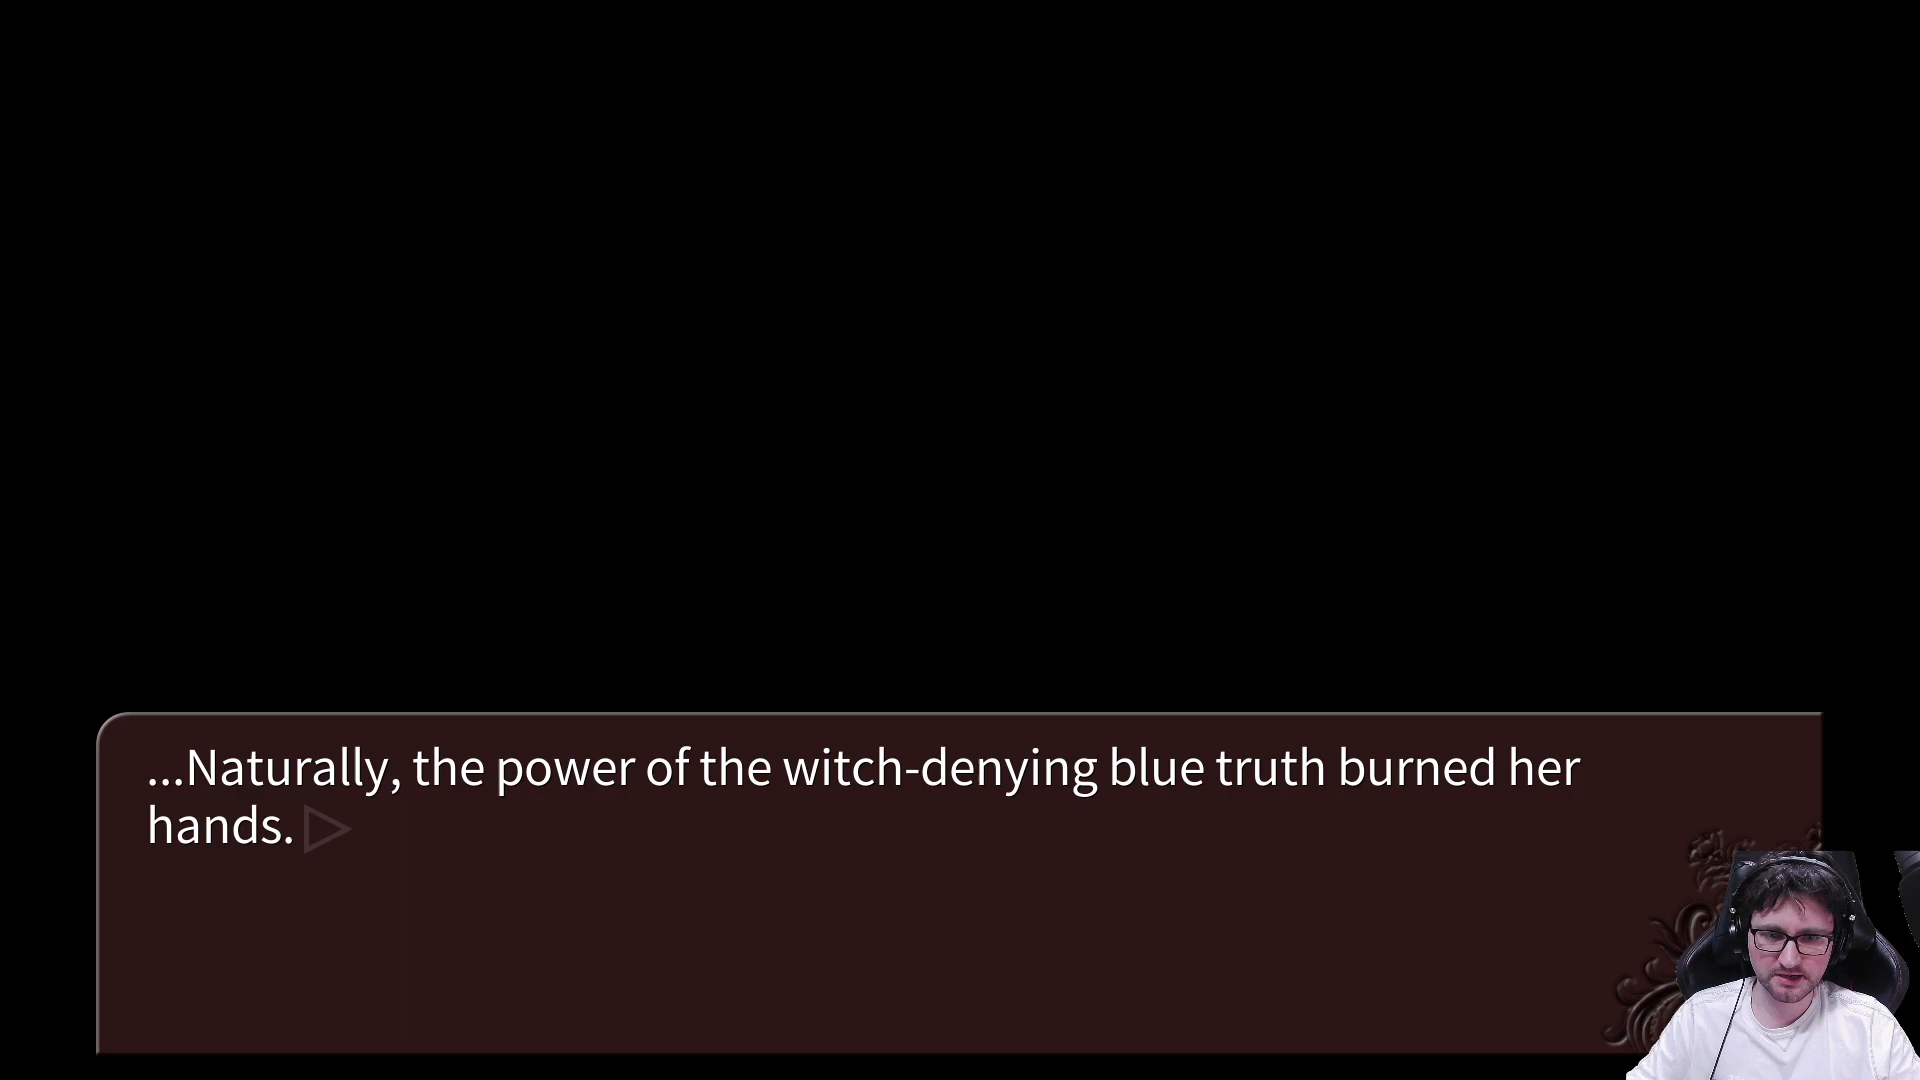 ...Naturally, the power of the witch-denying blue truth burned her
hands.